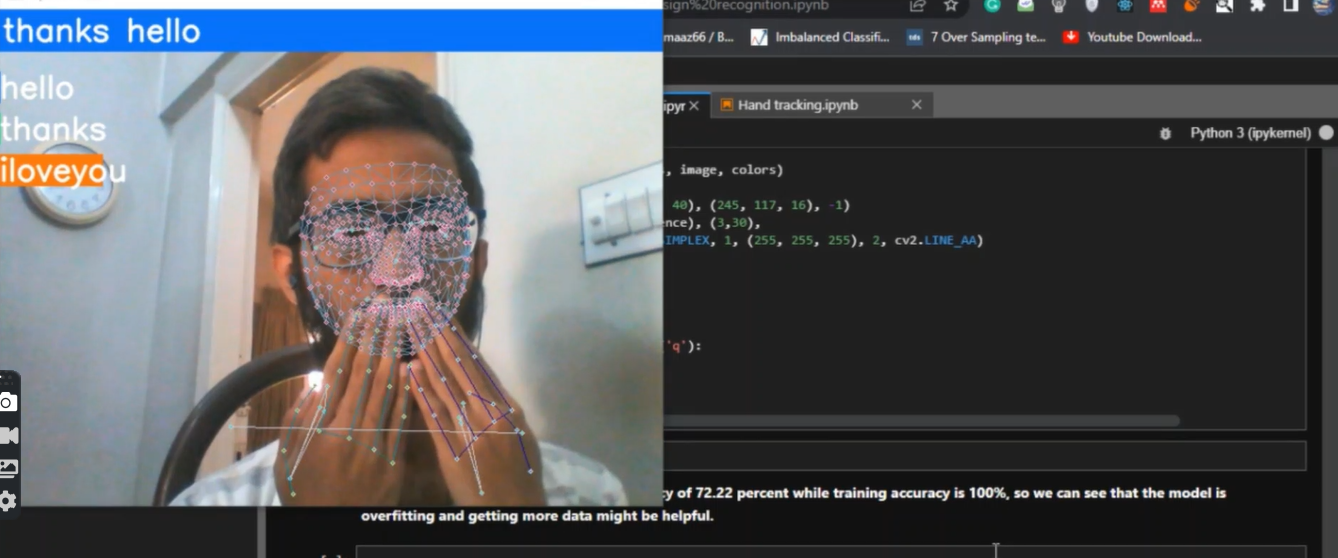 thanks hello
hello
thanks
iloveyou
sign%20recognition.ipynb
maaz66 / B...
Imbalanced Classifi...
7 Over Sampling te...
Youtube Download...
.ipyr
Hand tracking.ipynb
Python 3 (ipykernel)
, image, colors)
40), (245, 117, 16), -1)
nce), (3,30),
IMPLEX, 1, (255, 255, 255), 2, cv2.LINE_AA)
'q'):
cy of 72.22 percent while training accuracy is 100%, so we can see that the model is
overfitting and getting more data might be helpful.